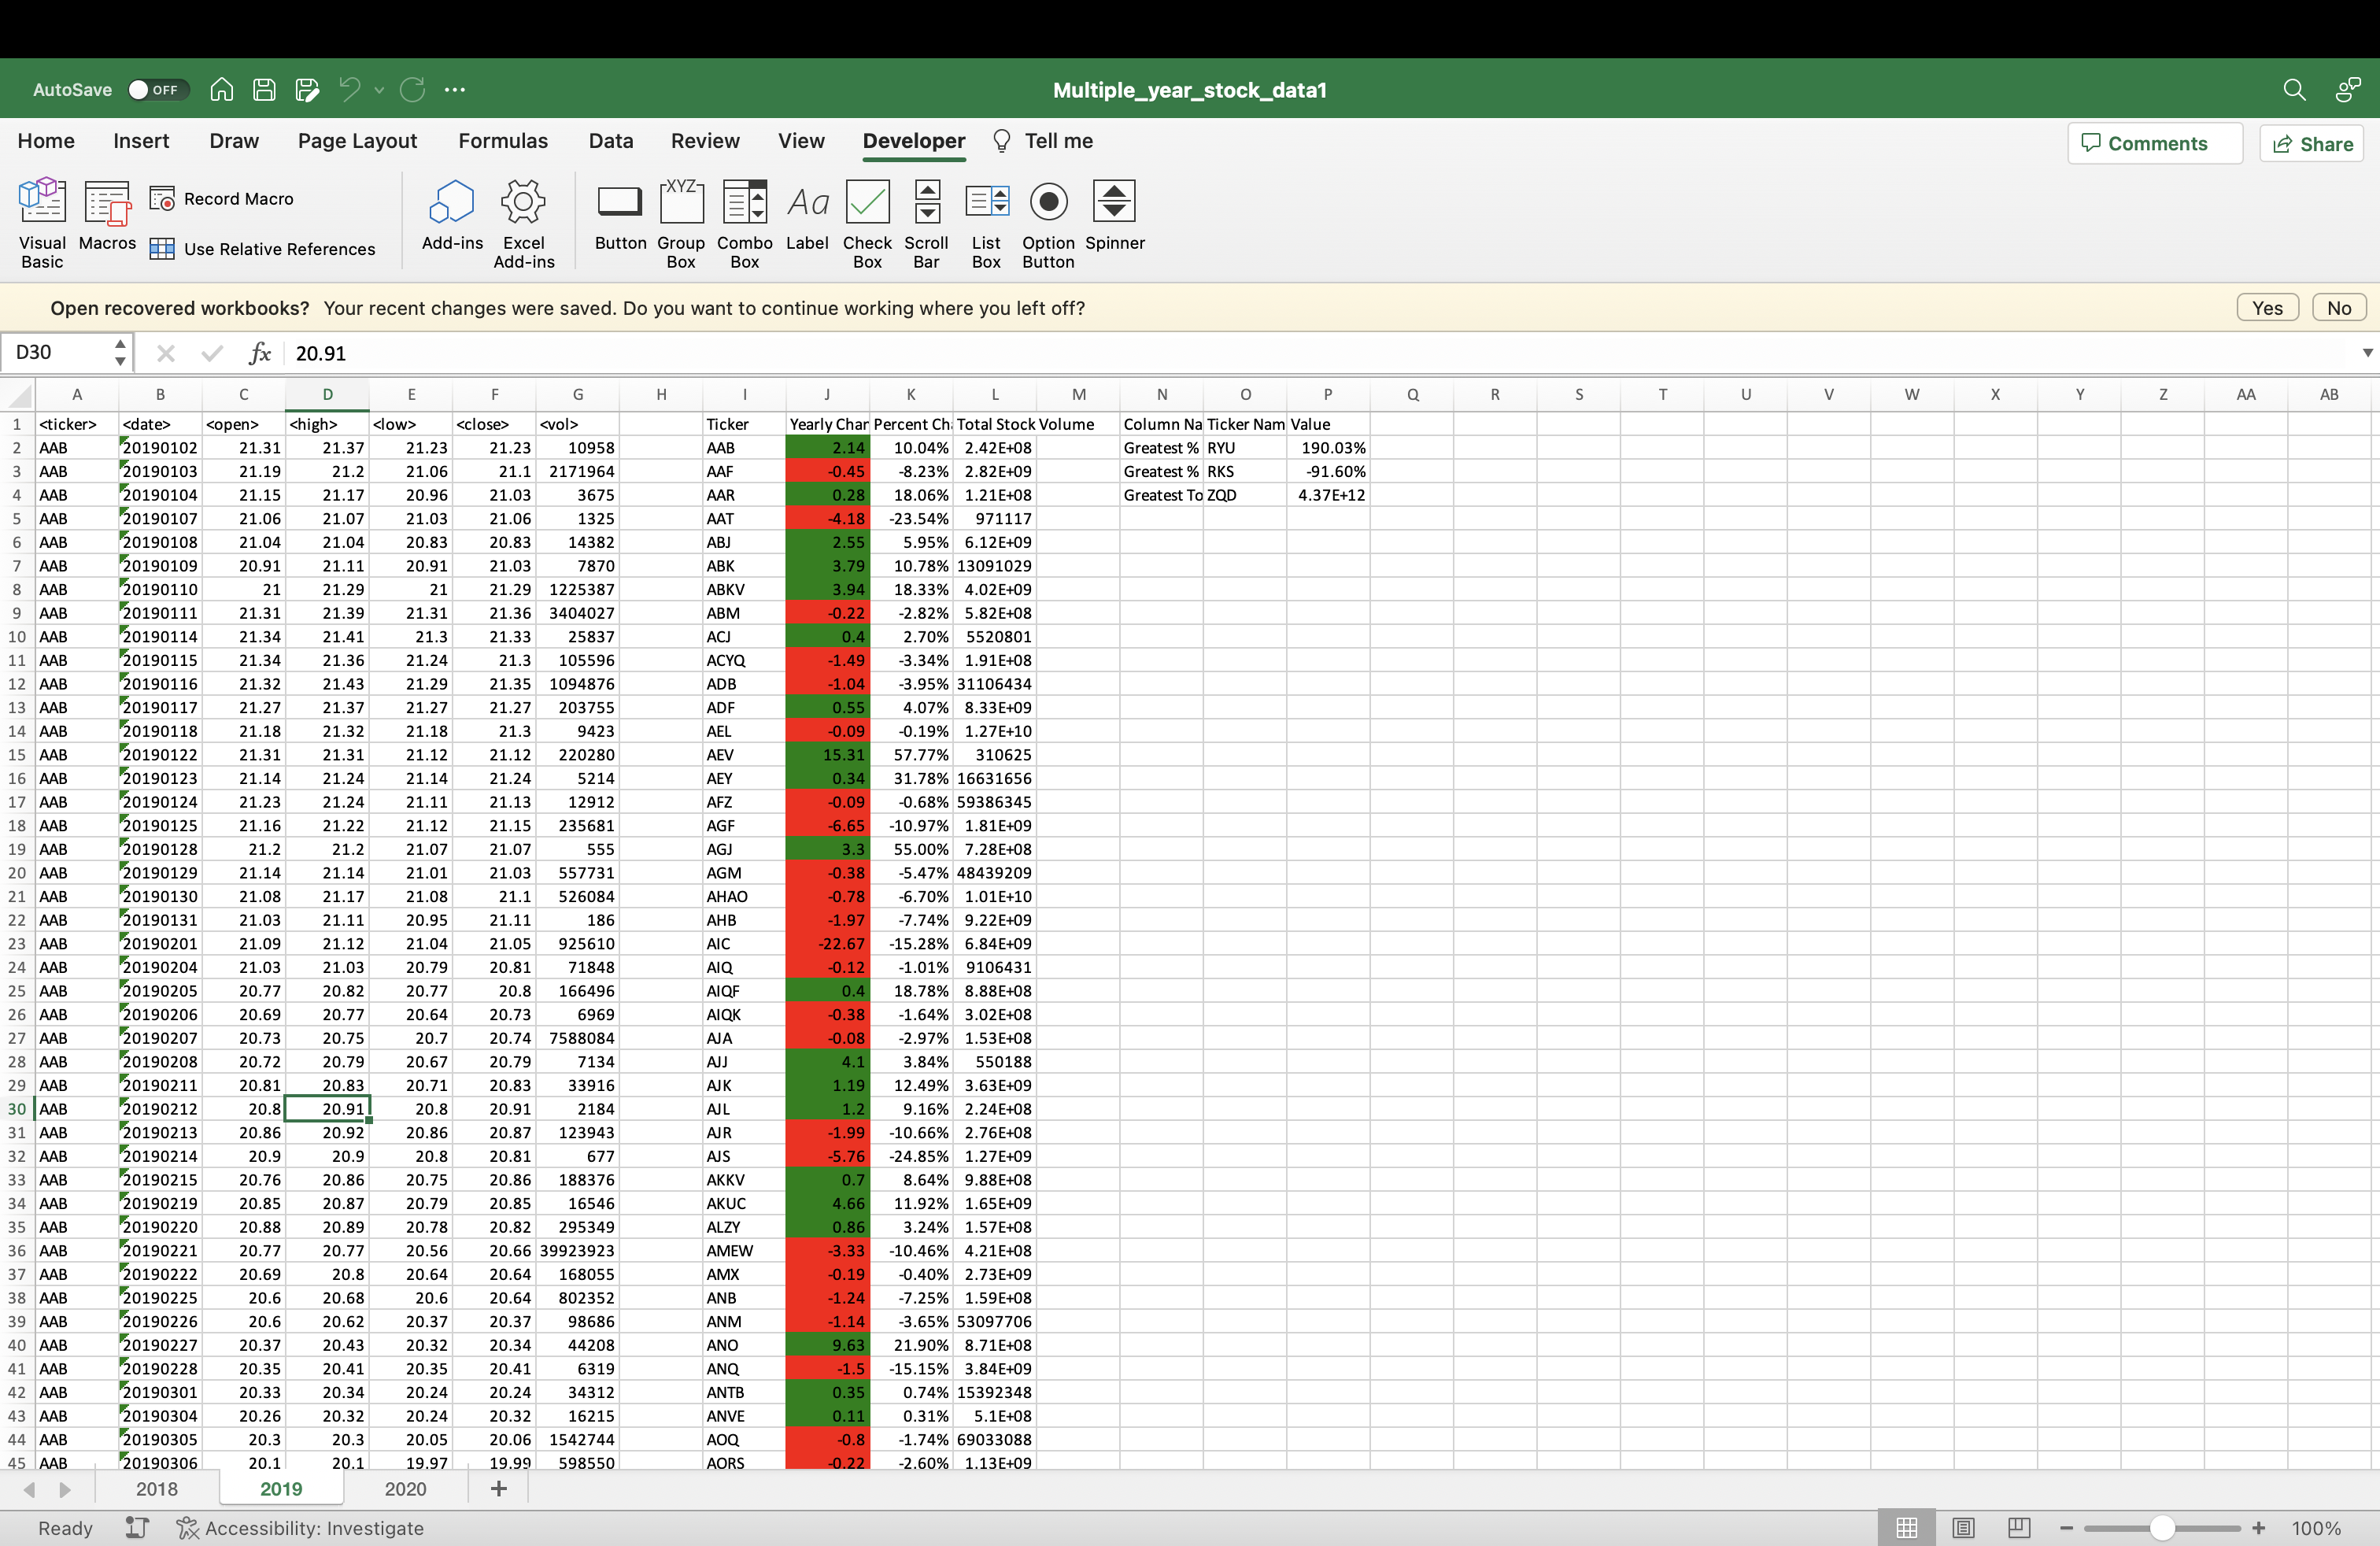 AutoSave OFF Multiple_year_stock_data1
Home Insert Draw Page Layout Formulas Data Review View Developer Tell me Comments Share
Visual Basic Macros Record Macro Use Relative References Add-ins Excel Add-ins Button Group Box XYZ Combo Box Aa Label Check Box Scroll Bar List Box Option Button Spinner
Open recovered workbooks? Your recent changes were saved. Do you want to continue working where you left off? Yes No
D30 fx 20.91
A B C D E F G H I J K L M N O P Q R S T U V W X Y Z AA AB
1 <ticker> <date> <open> <high> <low> <close> <vol> Ticker Yearly Char Percent Ch Total Stock Volume Column Na Ticker Nam Value
2 AAB 20190102 21.31 21.37 21.23 21.23 10958 AAB 2.14 10.04% 2.42E+08 Greatest % RYU 190.03%
3 AAB 20190103 21.19 21.2 21.06 21.1 2171964 AAF -0.45 -8.23% 2.82E+09 Greatest % RKS -91.60%
4 AAB 20190104 21.15 21.17 20.96 21.03 3675 AAR 0.28 18.06% 1.21E+08 Greatest To ZQD 4.37E+12
5 AAB 20190107 21.06 21.07 21.03 21.06 1325 AAT -4.18 -23.54% 971117
6 AAB 20190108 21.04 21.04 20.83 20.83 14382 ABJ 2.55 5.95% 6.12E+09
7 AAB 20190109 20.91 21.11 20.91 21.03 7870 ABK 3.79 10.78% 13091029
8 AAB 20190110 21 21.29 21 21.29 1225387 ABKV 3.94 18.33% 4.02E+09
9 AAB 20190111 21.31 21.39 21.31 21.36 3404027 ABM -0.22 -2.82% 5.82E+08
10 AAB 20190114 21.34 21.41 21.3 21.33 25837 ACJ 0.4 2.70% 5520801
11 AAB 20190115 21.34 21.36 21.24 21.3 105596 ACYQ -1.49 -3.34% 1.91E+08
12 AAB 20190116 21.32 21.43 21.29 21.35 1094876 ADB -1.04 -3.95% 31106434
13 AAB 20190117 21.27 21.37 21.27 21.27 203755 ADF 0.55 4.07% 8.33E+09
14 AAB 20190118 21.18 21.32 21.18 21.3 9423 AEL -0.09 -0.19% 1.27E+10
15 AAB 20190122 21.31 21.31 21.12 21.12 220280 AEV 15.31 57.77% 310625
16 AAB 20190123 21.14 21.24 21.14 21.24 5214 AEY 0.34 31.78% 16631656
17 AAB 20190124 21.23 21.24 21.11 21.13 12912 AFZ -0.09 -0.68% 59386345
18 AAB 20190125 21.16 21.22 21.12 21.15 235681 AGF -6.65 -10.97% 1.81E+09
19 AAB 20190128 21.2 21.2 21.07 21.07 555 AGJ 3.3 55.00% 7.28E+08
20 AAB 20190129 21.14 21.14 21.01 21.03 557731 AGM -0.38 -5.47% 48439209
21 AAB 20190130 21.08 21.17 21.08 21.1 526084 AHAO -0.78 -6.70% 1.01E+10
22 AAB 20190131 21.03 21.11 20.95 21.11 186 AHB -1.97 -7.74% 9.22E+09
23 AAB 20190201 21.09 21.12 21.04 21.05 925610 AIC -22.67 -15.28% 6.84E+09
24 AAB 20190204 21.03 21.03 20.79 20.81 71848 AIQ -0.12 -1.01% 9106431
25 AAB 20190205 20.77 20.82 20.77 20.8 166496 AIQF 0.4 18.78% 8.88E+08
26 AAB 20190206 20.69 20.77 20.64 20.73 6969 AIQK -0.38 -1.64% 3.02E+08
27 AAB 20190207 20.73 20.75 20.7 20.74 7588084 AJA -0.08 -2.97% 1.53E+08
28 AAB 20190208 20.72 20.79 20.67 20.79 7134 AJJ 4.1 3.84% 550188
29 AAB 20190211 20.81 20.83 20.71 20.83 33916 AJK 1.19 12.49% 3.63E+09
30 AAB 20190212 20.8 20.91 20.8 20.91 2184 AJL 1.2 9.16% 2.24E+08
31 AAB 20190213 20.86 20.92 20.86 20.87 123943 AJR -1.99 -10.66% 2.76E+08
32 AAB 20190214 20.9 20.9 20.8 20.81 677 AJS -5.76 -24.85% 1.27E+09
33 AAB 20190215 20.76 20.86 20.75 20.86 188376 AKKV 0.7 8.64% 9.88E+08
34 AAB 20190219 20.85 20.87 20.79 20.85 16546 AKUC 4.66 11.92% 1.65E+09
35 AAB 20190220 20.88 20.89 20.78 20.82 295349 ALZY 0.86 3.24% 1.57E+08
36 AAB 20190221 20.77 20.77 20.56 20.66 39923923 AMEW -3.33 -10.46% 4.21E+08
37 AAB 20190222 20.69 20.8 20.64 20.64 168055 AMX -0.19 -0.40% 2.73E+09
38 AAB 20190225 20.6 20.68 20.6 20.64 802352 ANB -1.24 -7.25% 1.59E+08
39 AAB 20190226 20.6 20.62 20.37 20.37 98686 ANM -1.14 -3.65% 53097706
40 AAB 20190227 20.37 20.43 20.32 20.34 44208 ANO 9.63 21.90% 8.71E+08
41 AAB 20190228 20.35 20.41 20.35 20.41 6319 ANQ -1.5 -15.15% 3.84E+09
42 AAB 20190301 20.33 20.34 20.24 20.24 34312 ANTB 0.35 0.74% 15392348
43 AAB 20190304 20.26 20.32 20.24 20.32 16215 ANVE 0.11 0.31% 5.1E+08
44 AAB 20190305 20.3 20.3 20.05 20.06 1542744 AOQ -0.8 -1.74% 69033088
45 AAB 20190306 20.1 20.1 19.97 19.99 598550 AORS -0.22 -2.60% 1.13E+09
2018 2019 2020 +
Ready Accessibility: Investigate 100%